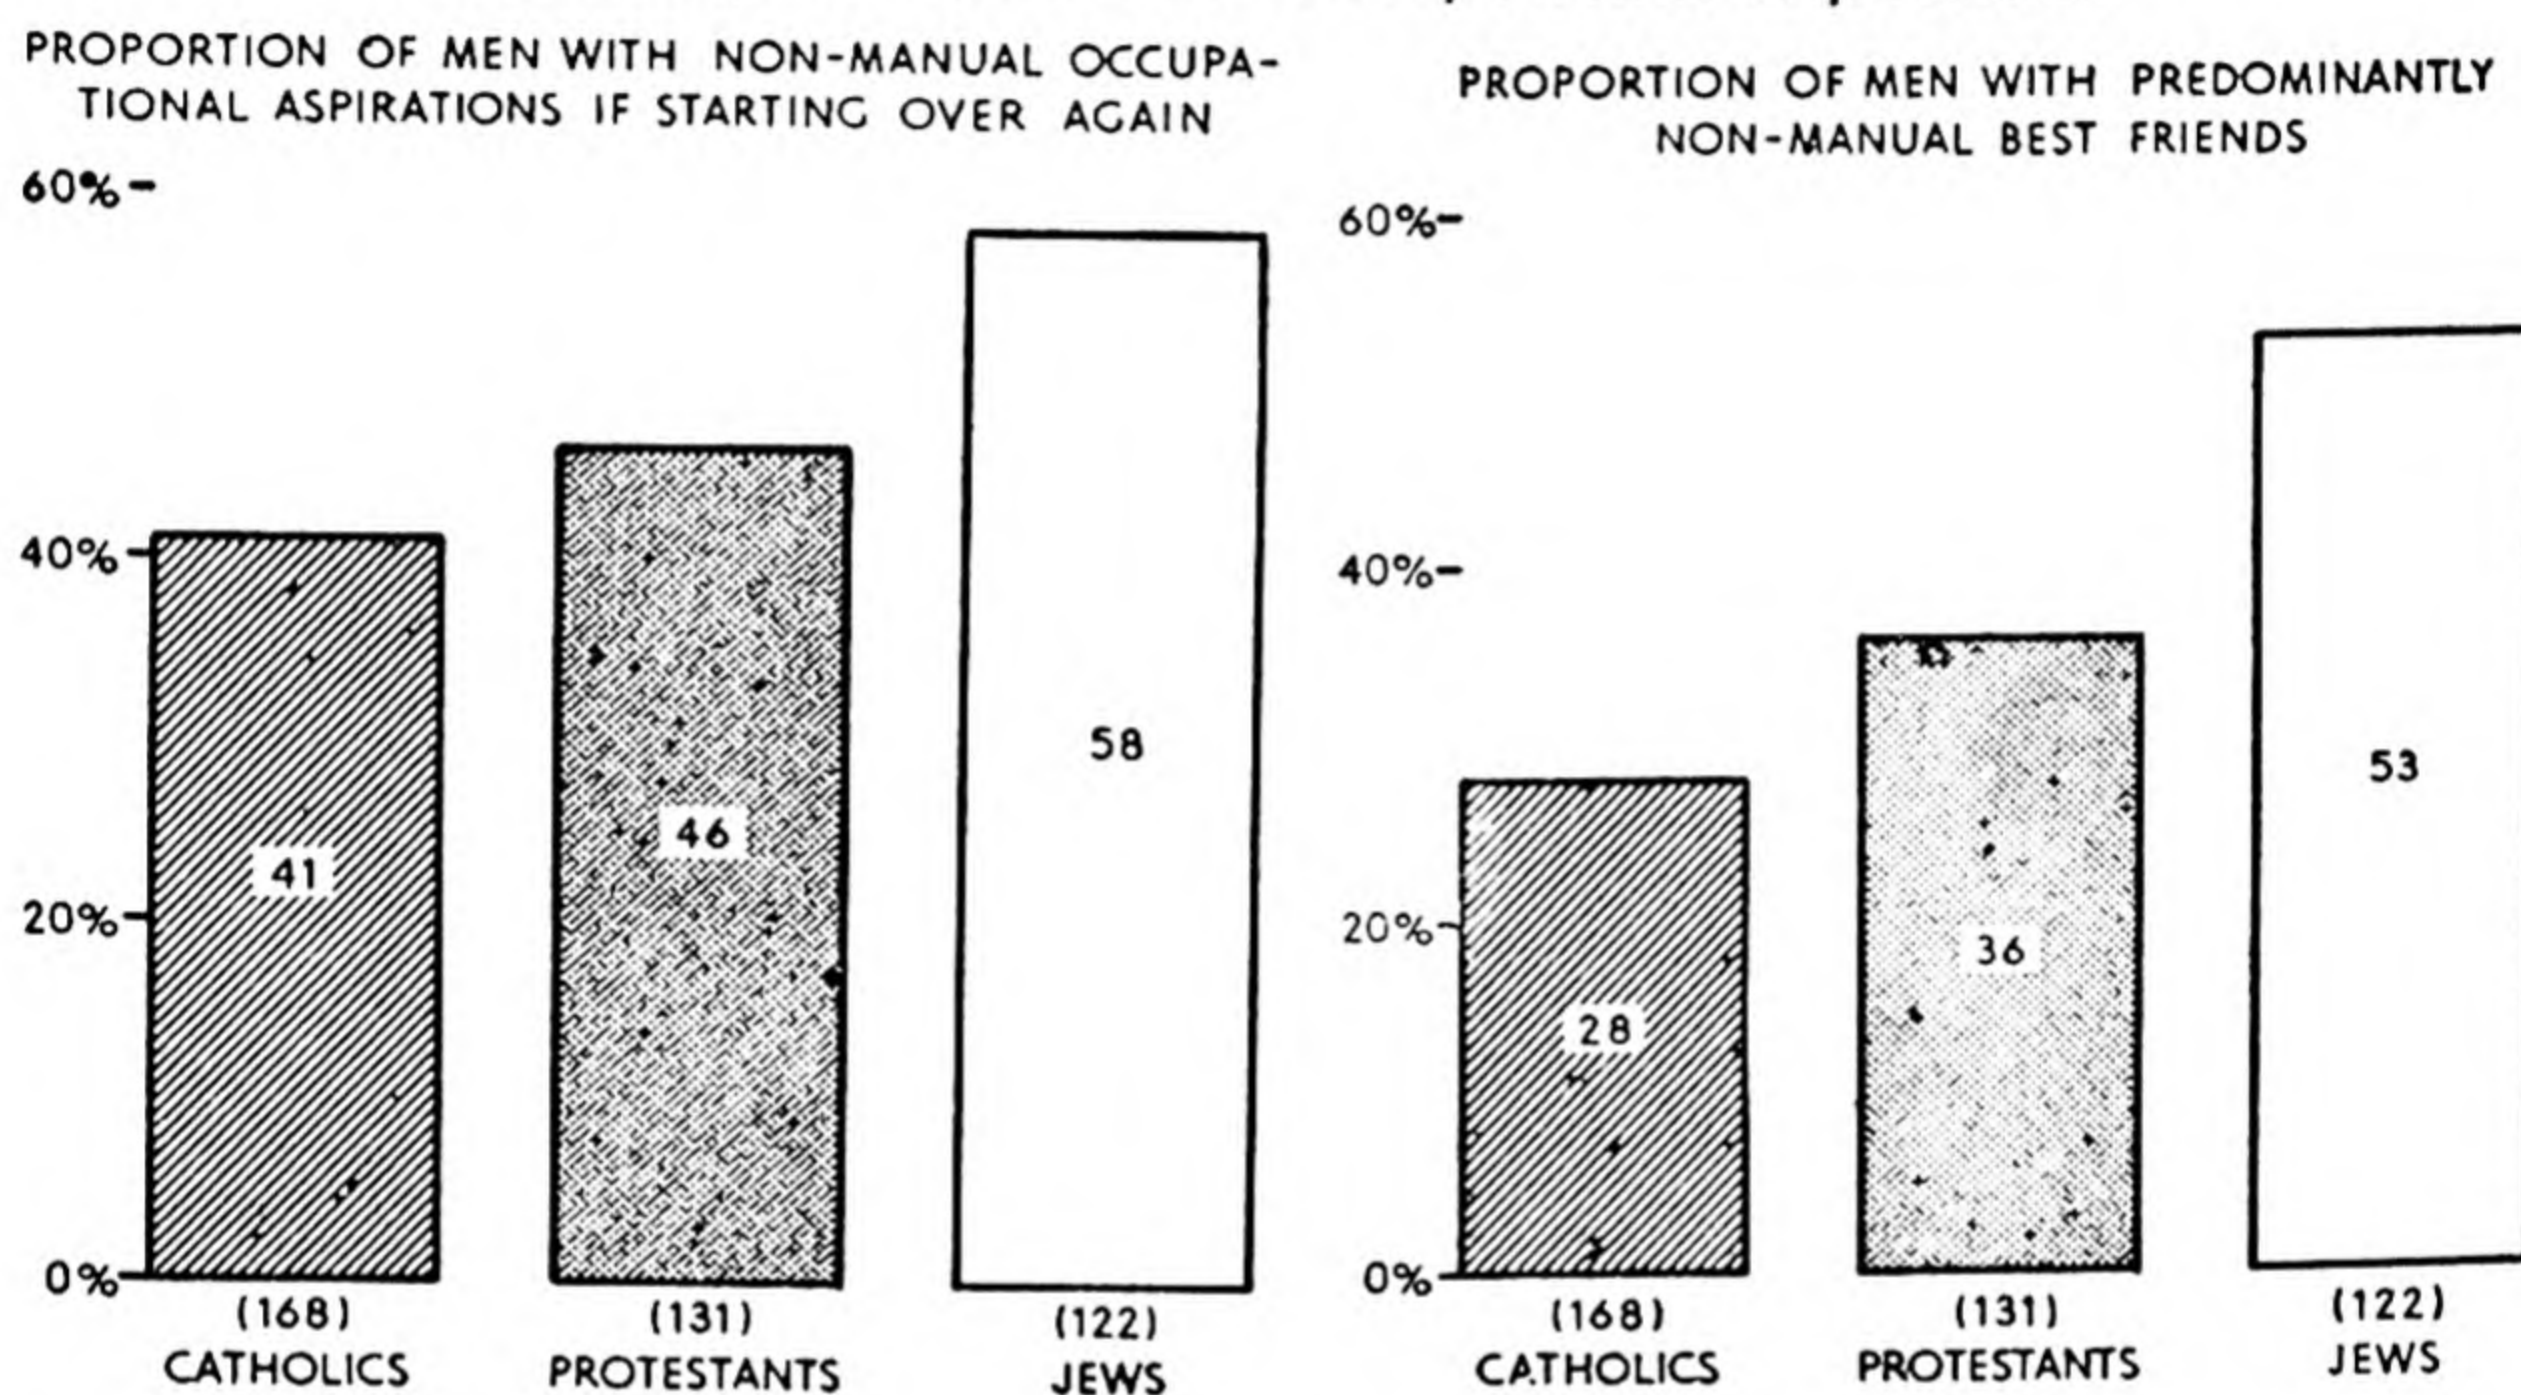 PROPORTION OF MEN WITH NON-MANUAL OCCUPA-
TIONAL ASPIRATIONS IF STARTING OVER AGAIN
60%
40%
20%
0%
41
46
58
(168)
CATHOLICS
(131)
PROTESTANTS
(122)
JEWS
PROPORTION OF MEN WITH PREDOMINANTLY
NON-MANUAL BEST FRIENDS
60%
40%
20%
0%
28
36
53
(168)
CATHOLICS
(131)
PROTESTANTS
(122)
JEWS